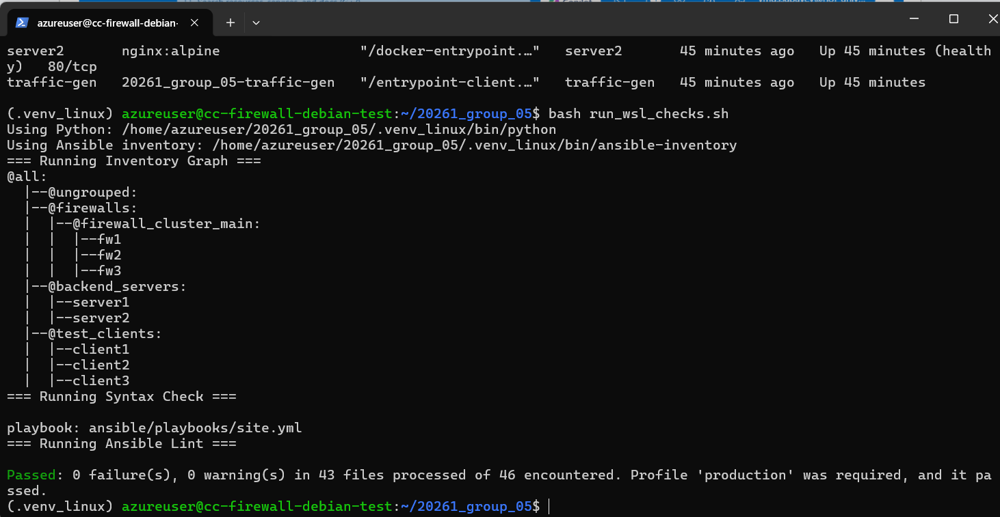 azureuser@cc-firewall-debian-
server2       nginx:alpine                 "/docker-entrypoint.…"   server2       45 minutes ago   Up 45 minutes (health
y)   80/tcp
traffic-gen   20261_group_05-traffic-gen   "/entrypoint-client.…"   traffic-gen   45 minutes ago   Up 45 minutes
(.venv_linux) azureuser@cc-firewall-debian-test:~/20261_group_05$ bash run_wsl_checks.sh
Using Python: /home/azureuser/20261_group_05/.venv_linux/bin/python
Using Ansible inventory: /home/azureuser/20261_group_05/.venv_linux/bin/ansible-inventory
=== Running Inventory Graph ===
@all:
  |--@ungrouped:
  |--@firewalls:
  |  |--@firewall_cluster_main:
  |  |  |--fw1
  |  |  |--fw2
  |  |  |--fw3
  |--@backend_servers:
  |  |--server1
  |  |--server2
  |--@test_clients:
  |  |--client1
  |  |--client2
  |  |--client3
=== Running Syntax Check ===
playbook: ansible/playbooks/site.yml
=== Running Ansible Lint ===
Passed: 0 failure(s), 0 warning(s) in 43 files processed of 46 encountered. Profile 'production' was required, and it pa
ssed.
(.venv_linux) azureuser@cc-firewall-debian-test:~/20261_group_05$